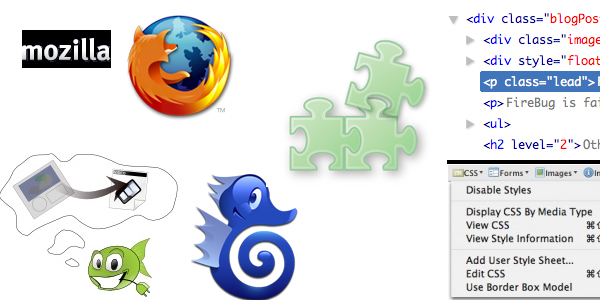 mozilla
TM
<div class="blogPos
<div class="image
<div style="float
<p class="lead">
<p>FireBug is fai
<ul>
<h2 level="2">Oth
CSS Forms Images
Disable Styles
Display CSS By Media Type
View CSS
View Style Information
Add User Style Sheet...
Edit CSS
Use Border Box Model